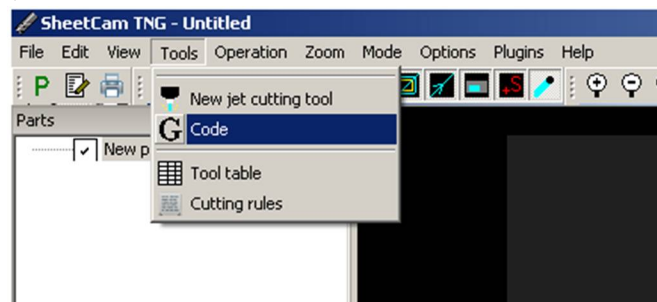 SheetCam TNG - Untitled
File Edit View Tools Operation Zoom Mode Options Plugins Help
P S
New jet cutting tool
Parts
G Code
New p
Tool table
Cutting rules